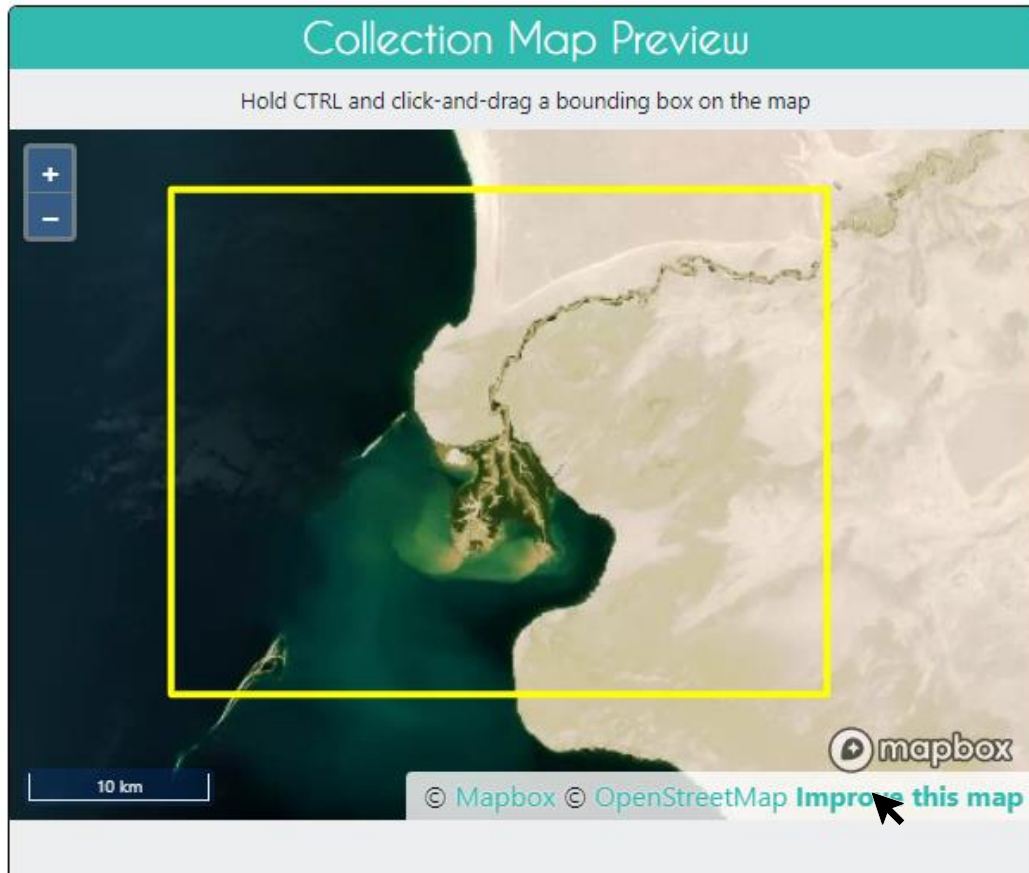 Collection Map Preview
Hold CTRL and click-and-drag a bounding box on the map
+
−
mapbox
10 km
© Mapbox © OpenStreetMap Improve this map